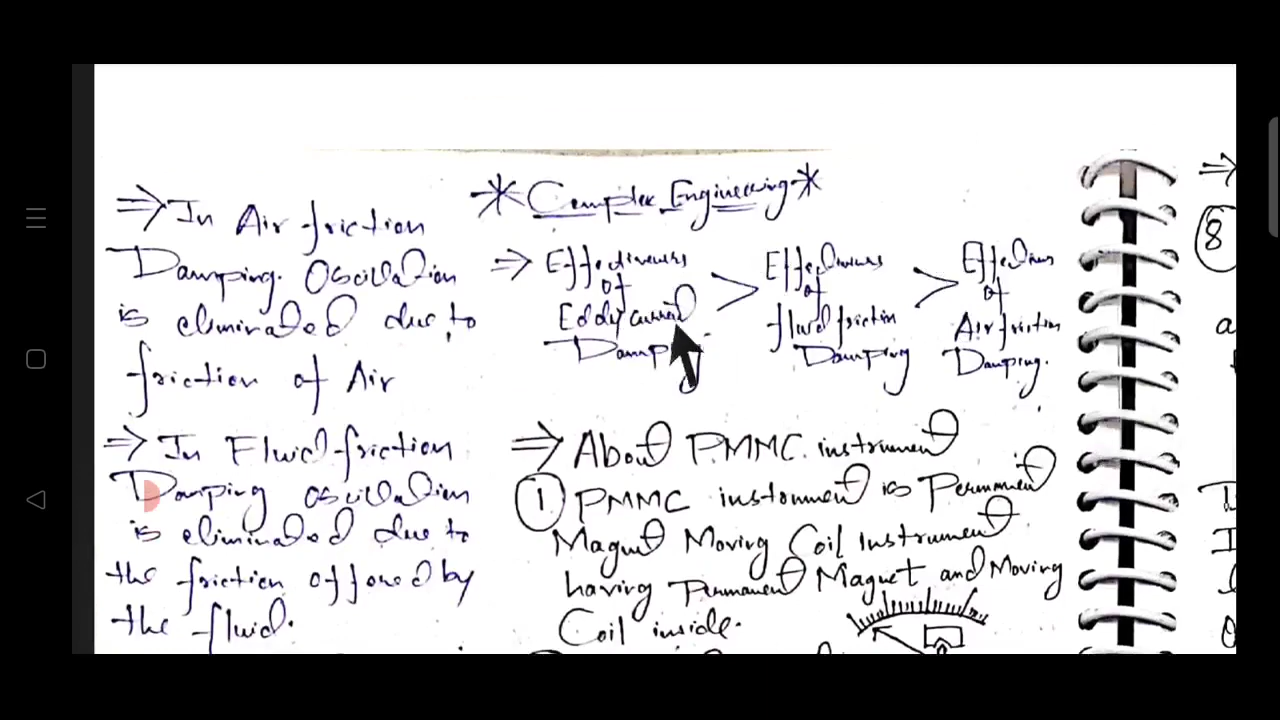 *Complex Engineering*
⇒ In Air friction
Damping. Oscillation
is eliminated due to
friction of Air
⇒ In Fluid friction
Damping oscillation
is eliminated due to
the friction offered by
the fluid.
⇒ Effectiveness of Eddy current Damping > Effectiveness of fluid friction Damping > Effectiveness of Air friction Damping.
⇒ About PMMC instrument
① PMMC instrument is Permanent
Magnet Moving Coil Instrument
having Permanent Magnet and Moving
Coil inside.
⇒
8